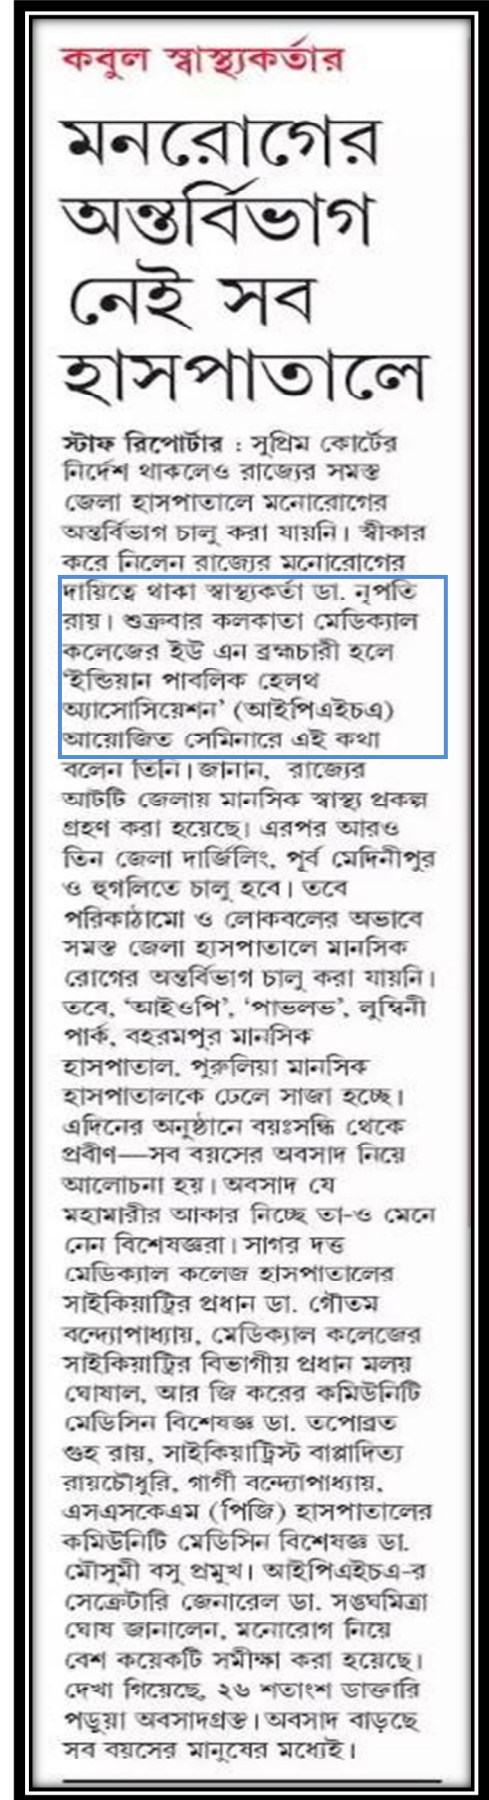 কবুল স্বাস্থ্যকর্তার
মনরোগের
অন্তর্বিভাগ
নেই সব
হাসপাতালে
স্টাফ রিপোর্টার : সুপ্রিম কোর্টের
নির্দেশ থাকলেও রাজ্যের সমস্ত
জেলা হাসপাতালে মনোরোগের
অন্তর্বিভাগ চালু করা যায়নি। স্বীকার
করে নিলেন রাজ্যের মনোরোগের
দায়িত্বে থাকা স্বাস্থ্যকর্তা ডা. নৃপতি
রায়। শুক্রবার কলকাতা মেডিক্যাল
কলেজের ইউ এন ব্রহ্মচারী হলে
‘ইন্ডিয়ান পাবলিক হেলথ
অ্যাসোসিয়েশন’ (আইপিএইচএ)
আয়োজিত সেমিনারে এই কথা
বলেন তিনি। জানান, রাজ্যের
আটটি জেলায় মানসিক স্বাস্থ্য প্রকল্প
গ্রহণ করা হয়েছে। এরপর আরও
তিন জেলা দার্জিলিং, পূর্ব মেদিনীপুর
ও হুগলিতে চালু হবে। তবে
পরিকাঠামো ও লোকবলের অভাবে
সমস্ত জেলা হাসপাতালে মানসিক
রোগের অন্তর্বিভাগ চালু করা যায়নি।
তবে, ‘আইওপি’, ‘পাভলভ’, লুম্বিনী
পার্ক, বহরমপুর মানসিক
হাসপাতাল, পুরুলিয়া মানসিক
হাসপাতালকে ঢেলে সাজা হচ্ছে।
এদিনের অনুষ্ঠানে বয়ঃসন্ধি থেকে
প্রবীণ—সব বয়সের অবসাদ নিয়ে
আলোচনা হয়। অবসাদ যে
মহামারীর আকার নিচ্ছে তা-ও মেনে
নেন বিশেষজ্ঞরা। সাগর দত্ত
মেডিক্যাল কলেজ হাসপাতালের
সাইকিয়াট্রির প্রধান ডা. গৌতম
বন্দ্যোপাধ্যায়, মেডিক্যাল কলেজের
সাইকিয়াট্রির বিভাগীয় প্রধান মলয়
ঘোষাল, আর জি করের কমিউনিটি
মেডিসিন বিশেষজ্ঞ ডা. তপোব্রত
গুহ রায়, সাইকিয়াট্রিস্ট বাপ্পাদিত্য
রায়চৌধুরি, গার্গী বন্দ্যোপাধ্যায়,
এসএসকেএম (পিজি) হাসপাতালের
কমিউনিটি মেডিসিন বিশেষজ্ঞ ডা.
মৌসুমী বসু প্রমুখ। আইপিএইচএ-র
সেক্রেটারি জেনারেল ডা. সঙঘমিত্রা
ঘোষ জানালেন, মনোরোগ নিয়ে
বেশ কয়েকটি সমীক্ষা করা হয়েছে।
দেখা গিয়েছে, ২৬ শতাংশ ডাক্তারি
পড়ুয়া অবসাদগ্রস্ত। অবসাদ বাড়ছে
সব বয়সের মানুষের মধ্যেই।